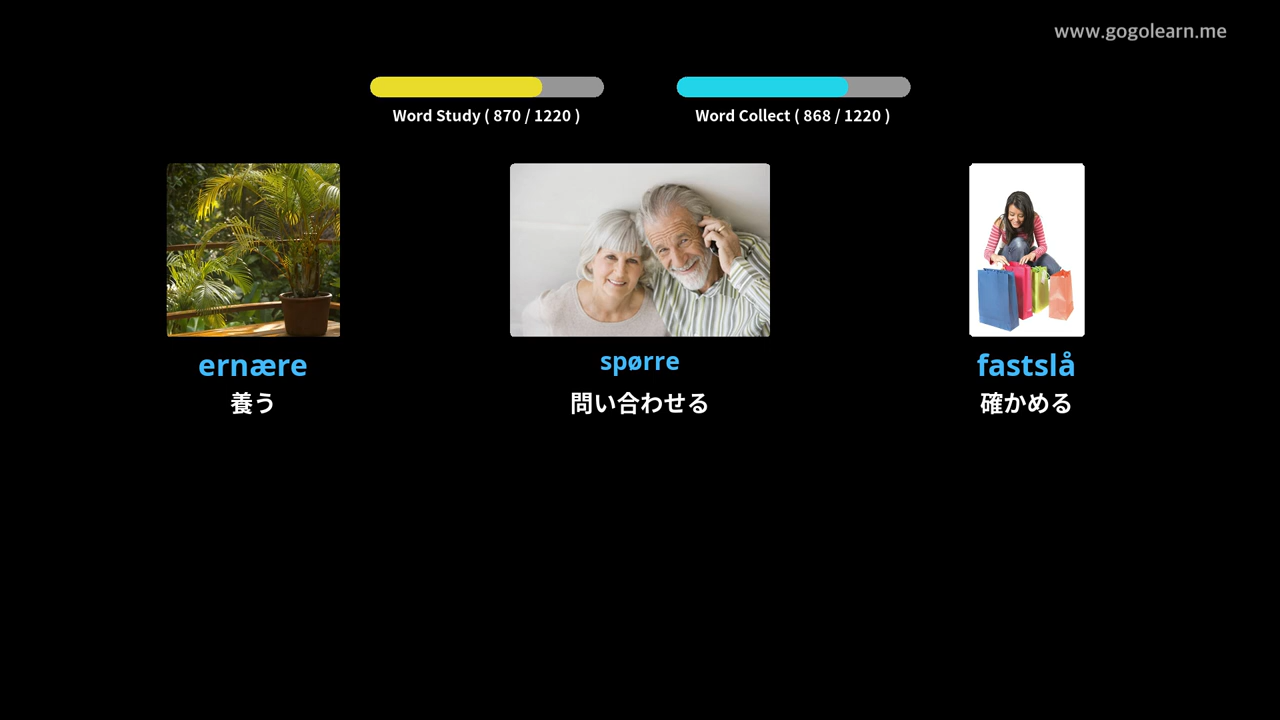 www.gogolearn.me
Word Study ( 870 / 1220 )
Word Collect ( 868 / 1220 )
ernære
spørre
fastslå
養う
問い合わせる
確かめる